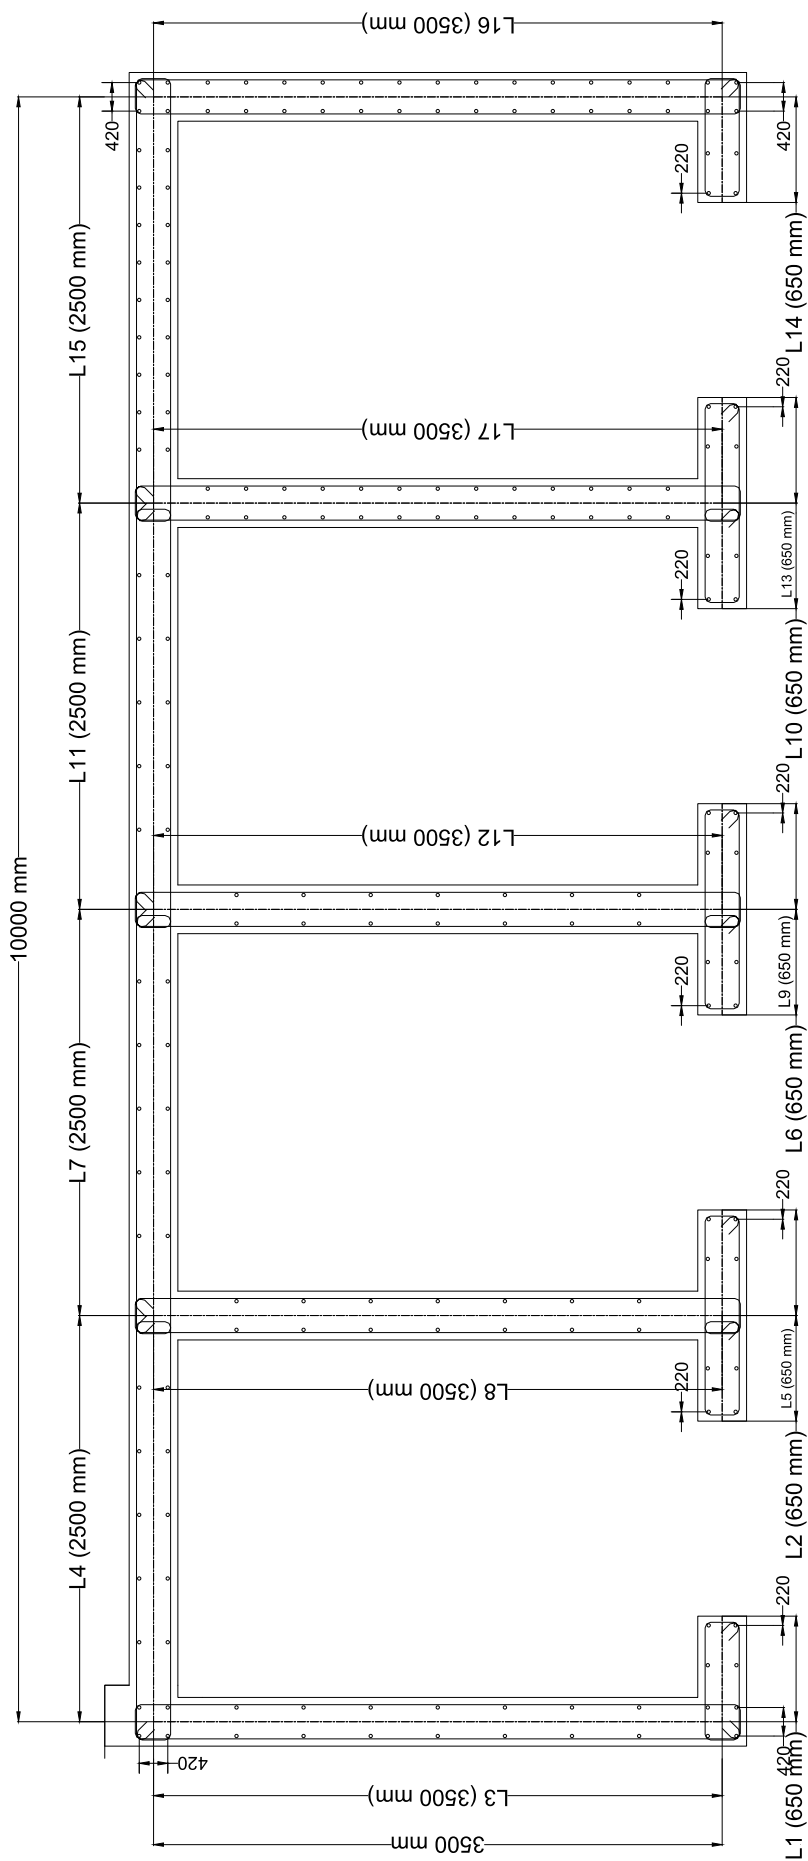 L16 (3500 mm)
420
420
220
L15 (2500 mm)
L14 (650 mm)
220
L17 (3500 mm)
L13 (650 mm)
220
L11 (2500 mm)
L10 (650 mm)
220
10000 mm
L12 (3500 mm)
L9 (650 mm)
220
L7 (2500 mm)
L6 (650 mm)
220
L5 (650 mm)
L8 (3500 mm)
220
L4 (2500 mm)
L2 (650 mm)
220
420
420
L1 (650 mm)
L3 (3500 mm)
3500 mm